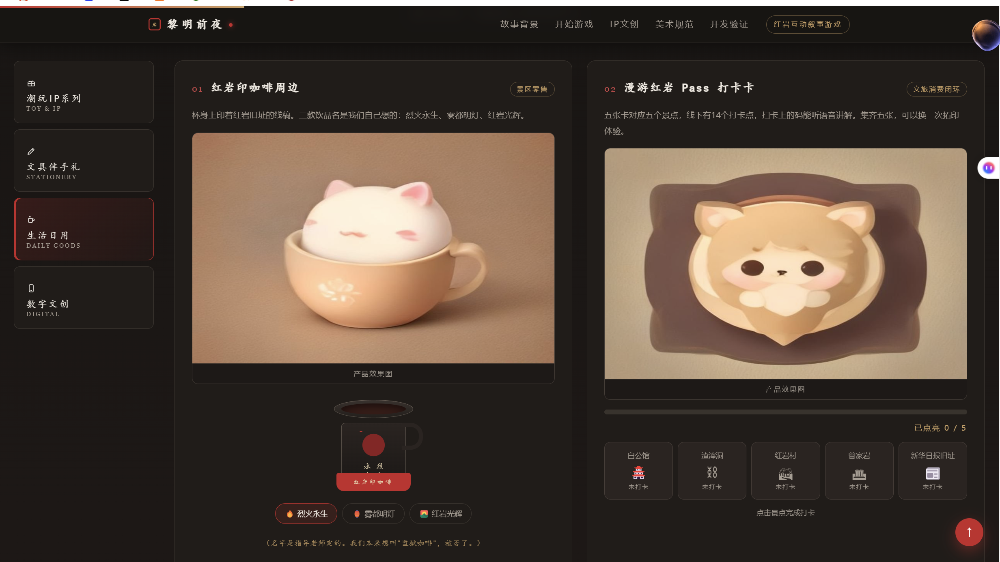 岩 黎明前夜
故事背景 开始游戏 IP文创 美术规范 开发验证 红岩互动叙事游戏
潮玩IP系列
TOY & IP
文具伴手礼
STATIONERY
生活日用
DAILY GOODS
数字文创
DIGITAL
01 红岩印咖啡周边 景区零售
杯身上印着红岩旧址的线稿。三款饮品名是我们自己想的：烈火永生、雾都明灯、红岩光辉。
产品效果图
永 烈
红岩印咖啡
烈火永生 雾都明灯 红岩光辉
（名字是指导老师定的。我们本来想叫"监狱咖啡"，被否了。）
02 漫游红岩 Pass 打卡卡 文旅消费闭环
五张卡对应五个景点，线下有14个打卡点，扫卡上的码能听语音讲解。集齐五张，可以换一次拓印
体验。
产品效果图
已点亮 0 / 5
白公馆 渣滓洞 红岩村 曾家岩 新华日报旧址
未打卡 未打卡 未打卡 未打卡 未打卡
点击景点完成打卡
↑